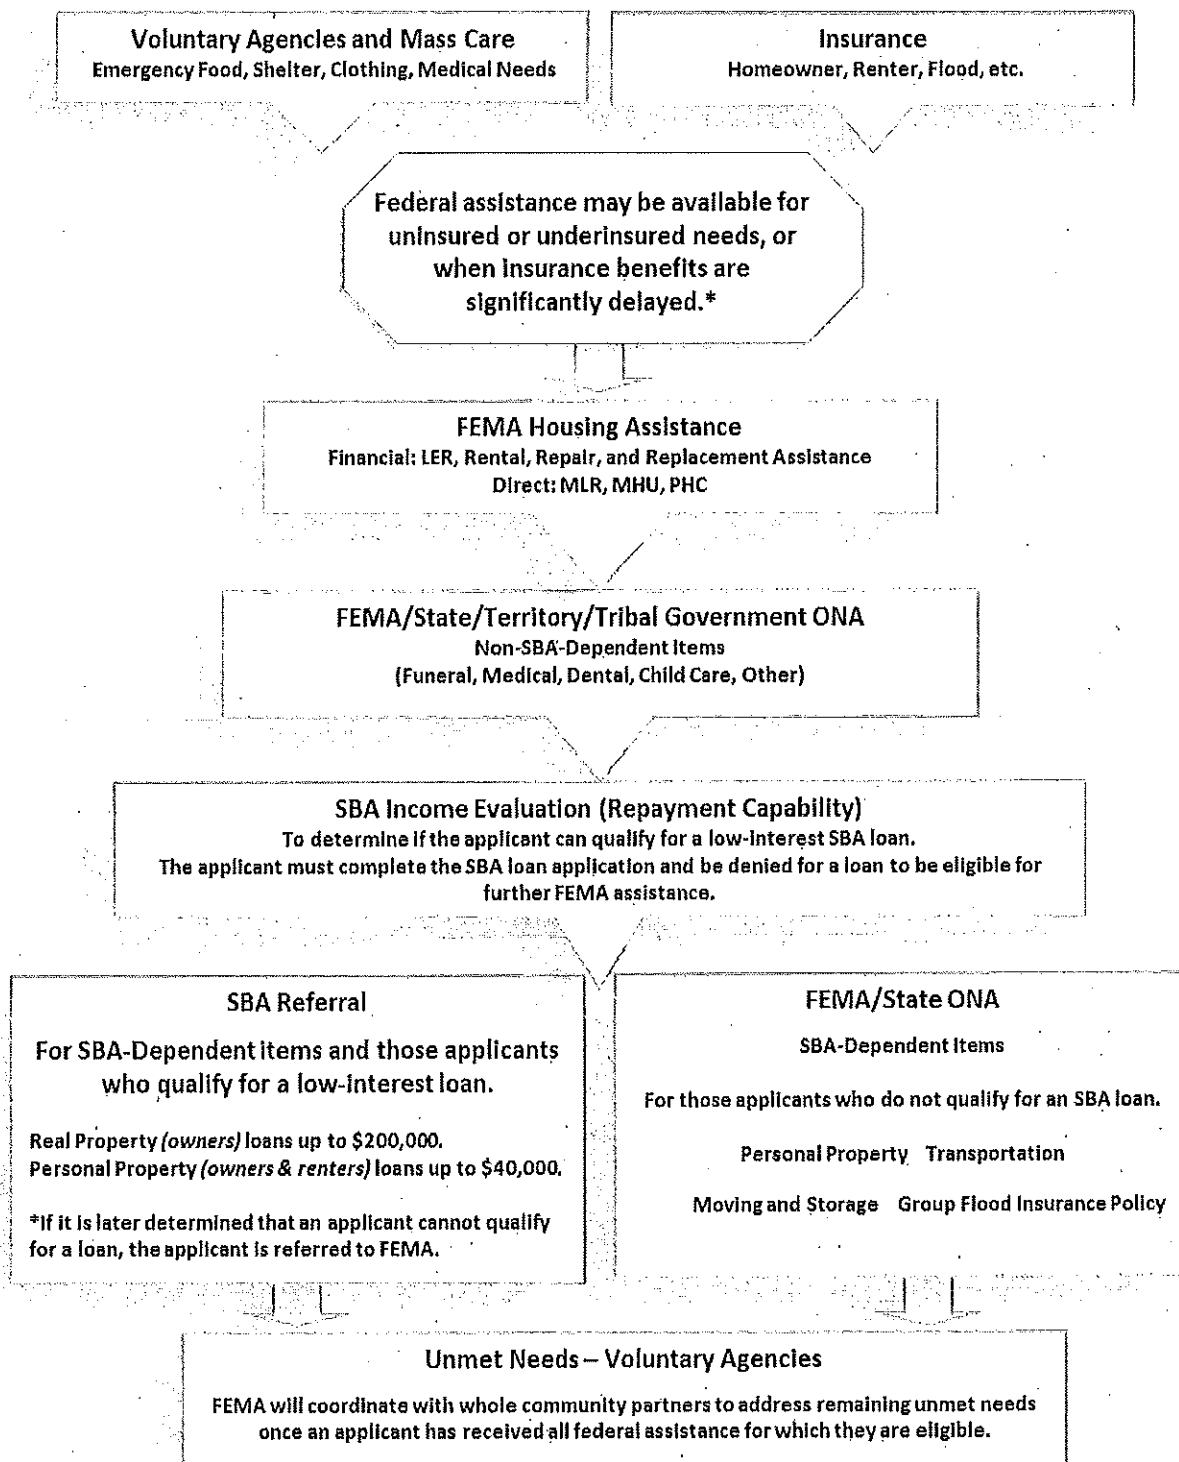 Voluntary Agencies and Mass Care
Emergency Food, Shelter, Clothing, Medical Needs
Insurance
Homeowner, Renter, Flood, etc.
Federal assistance may be available for
uninsured or underinsured needs, or
when insurance benefits are
significantly delayed.*
FEMA Housing Assistance
Financial: LER, Rental, Repair, and Replacement Assistance
Direct: MLR, MHU, PHC
FEMA/State/Territory/Tribal Government ONA
Non-SBA-Dependent Items
(Funeral, Medical, Dental, Child Care, Other)
SBA Income Evaluation (Repayment Capability)
To determine if the applicant can qualify for a low-interest SBA loan.
The applicant must complete the SBA loan application and be denied for a loan to be eligible for
further FEMA assistance.
SBA Referral
For SBA-Dependent items and those applicants
who qualify for a low-interest loan.
Real Property (owners) loans up to $200,000.
Personal Property (owners & renters) loans up to $40,000.
*If it is later determined that an applicant cannot qualify
for a loan, the applicant is referred to FEMA.
FEMA/State ONA
SBA-Dependent Items
For those applicants who do not qualify for an SBA loan.
Personal Property Transportation
Moving and Storage Group Flood Insurance Policy
Unmet Needs – Voluntary Agencies
FEMA will coordinate with whole community partners to address remaining unmet needs
once an applicant has received all federal assistance for which they are eligible.